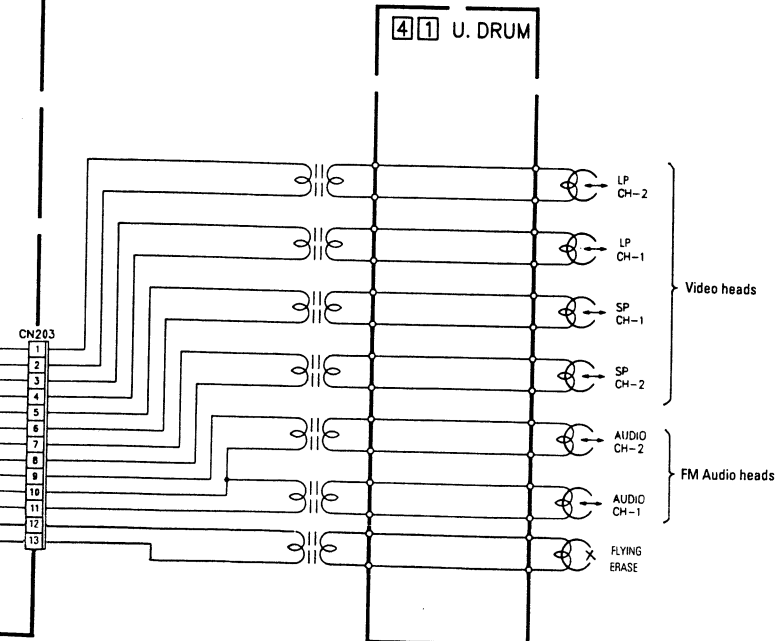 4 1 U. DRUM
LP
CH-2
LP
CH-1
Video heads
SP
CH-1
CN203
SP
CH-2
1
2
3
4
5
6
7
8
9
10
11
12
13
AUDIO
CH-2
FM Audio heads
AUDIO
CH-1
FLYING
ERASE